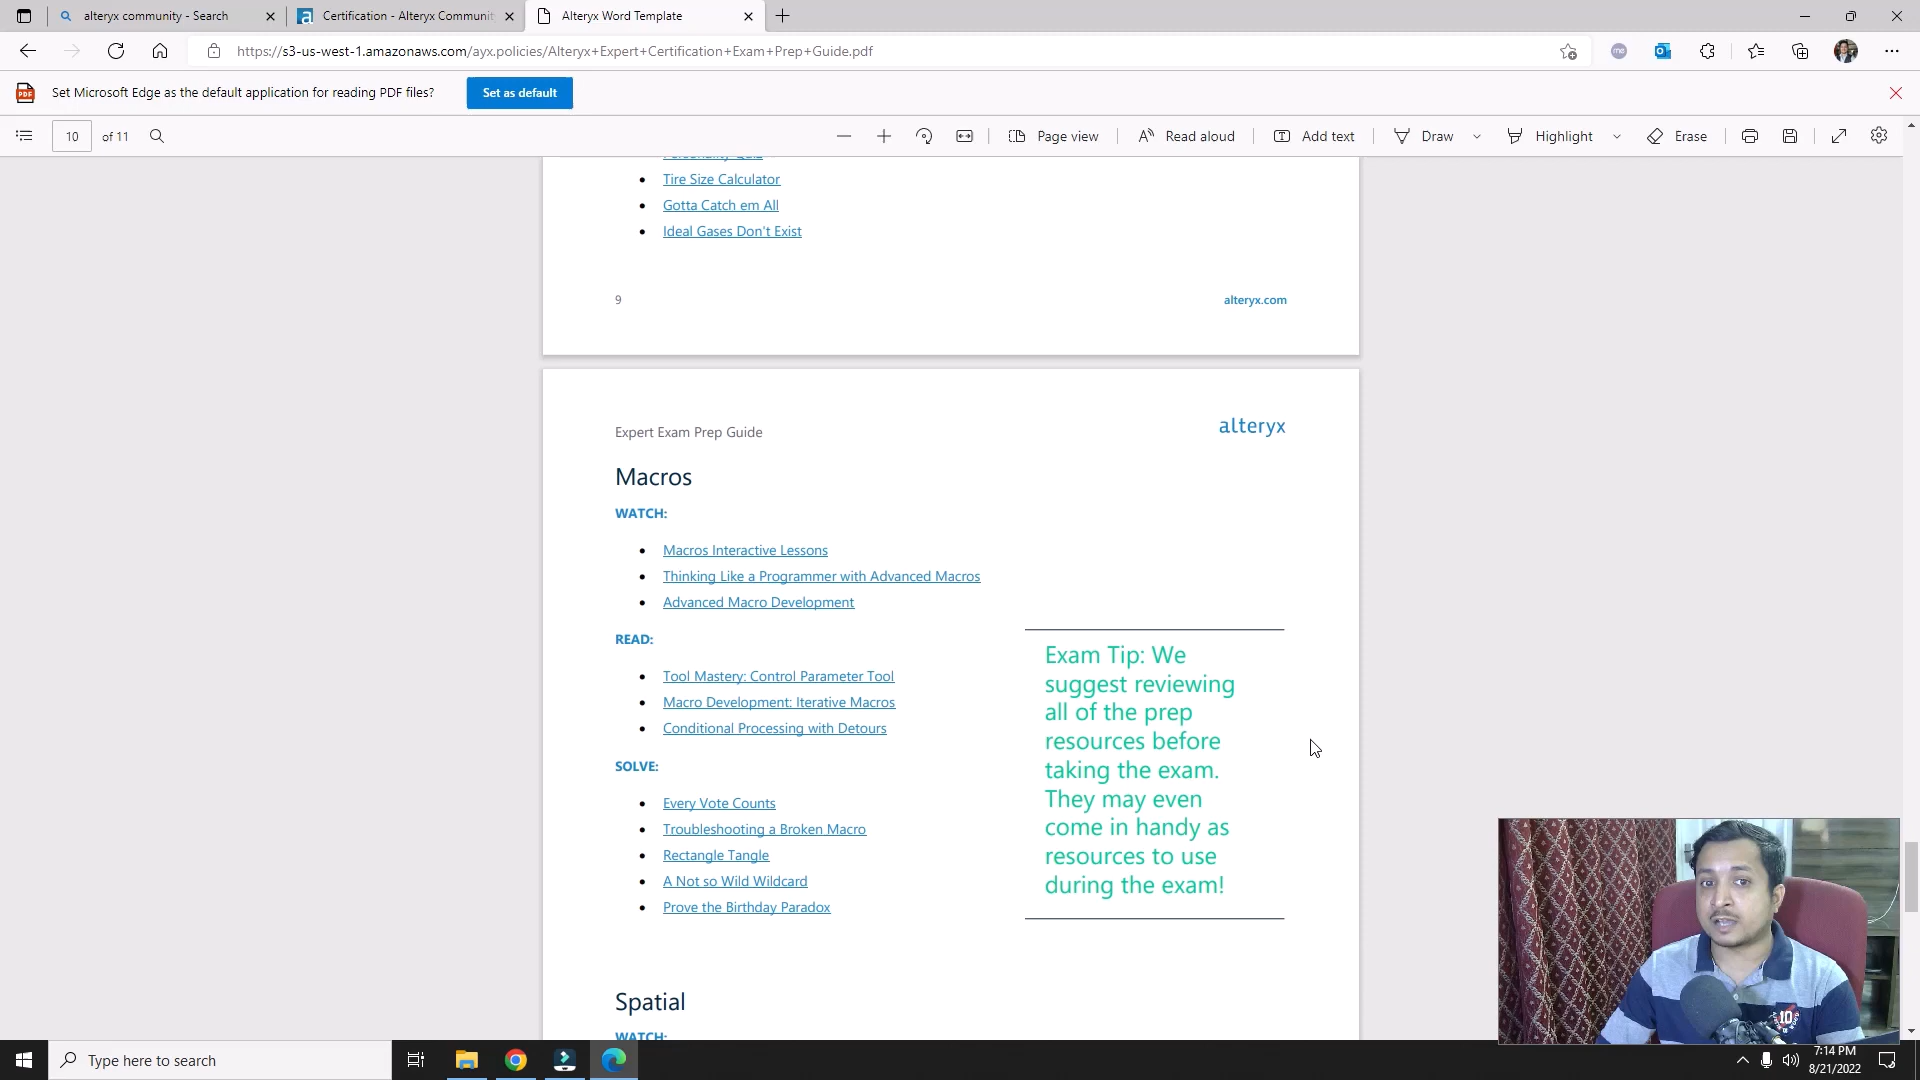 alteryx community - Search
Certification - Alteryx Communit
Alteryx Word Template
https://s3-us-west-1.amazonaws.com/ayx.policies/Alteryx+Expert+Certification+Exam+Prep+Guide.pdf
Set Microsoft Edge as the default application for reading PDF files?
Set as default
10 of 11
Page view
Read aloud
Add text
Draw
Highlight
Erase
Personality Quiz
Tire Size Calculator
Gotta Catch em All
Ideal Gases Don't Exist
9
alteryx.com
Expert Exam Prep Guide
alteryx
Macros
WATCH:
Macros Interactive Lessons
Thinking Like a Programmer with Advanced Macros
Advanced Macro Development
READ:
Tool Mastery: Control Parameter Tool
Macro Development: Iterative Macros
Conditional Processing with Detours
SOLVE:
Every Vote Counts
Troubleshooting a Broken Macro
Rectangle Tangle
A Not so Wild Wildcard
Prove the Birthday Paradox
Exam Tip: We
suggest reviewing
all of the prep
resources before
taking the exam.
They may even
come in handy as
resources to use
during the exam!
Spatial
WATCH:
Type here to search
7:14 PM
8/21/2022